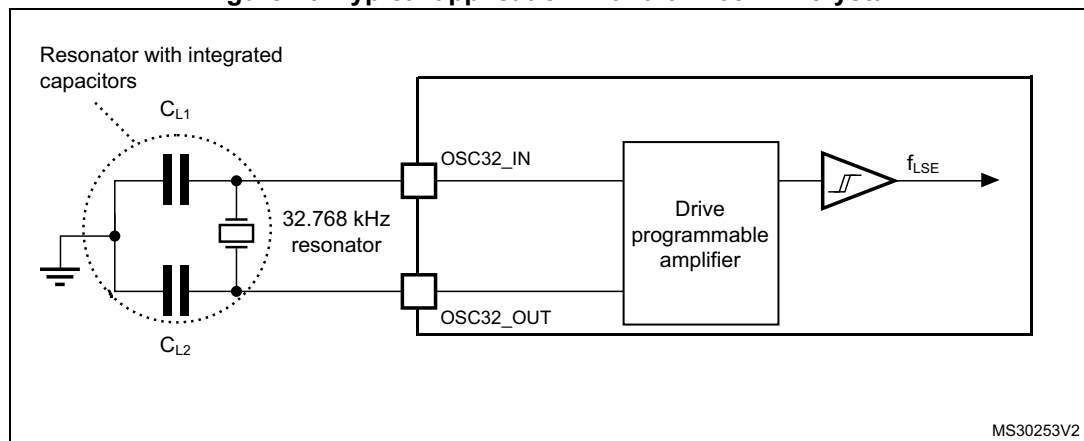 Resonator with integrated
capacitors
CL1
OSC32_IN
fLSE
32.768 kHz
resonator
Drive
programmable
amplifier
OSC32_OUT
CL2
MS30253V2